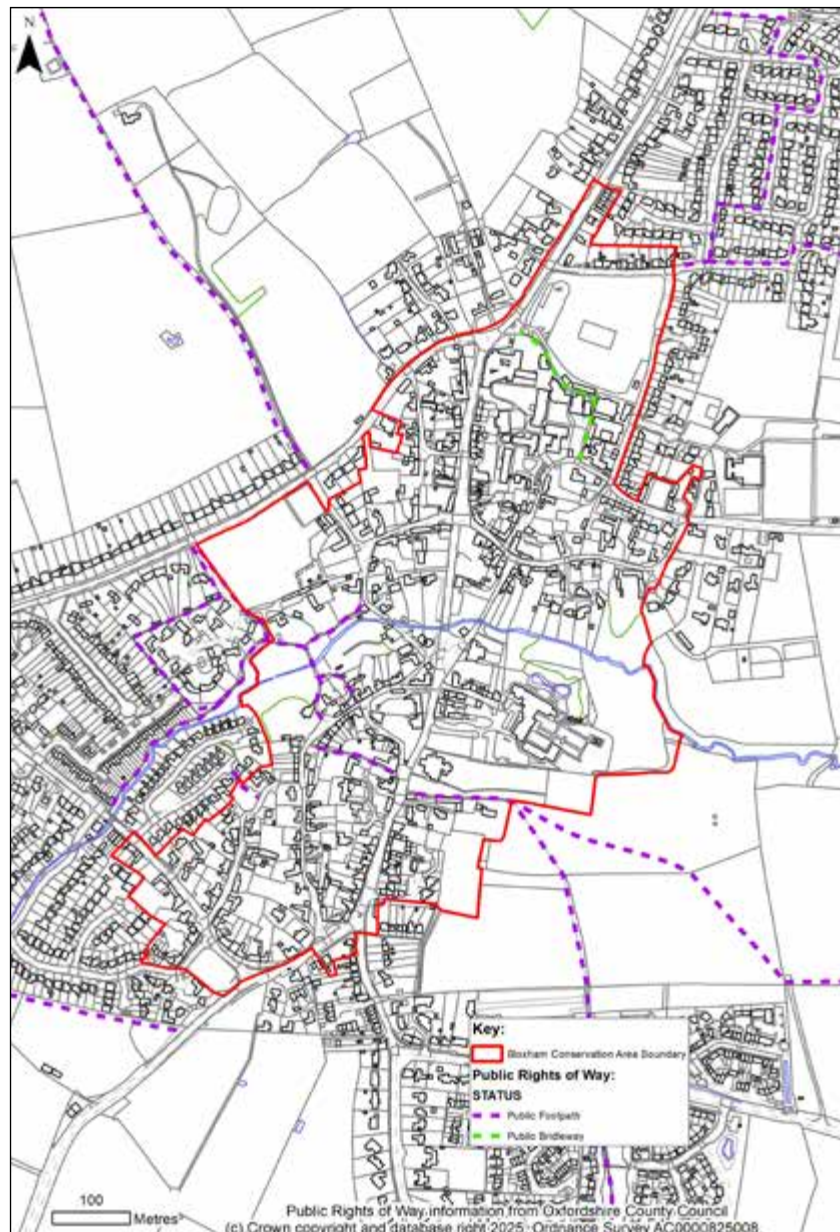 N
Key:
Bloxham Conservation Area Boundary
Public Rights of Way:
STATUS
Public Footpath
Public Bridleway
100
Metres
Public Rights of Way information from Oxfordshire County Council
(c) Crown copyright and database right 2025. Ordnance Survey AC0000825008